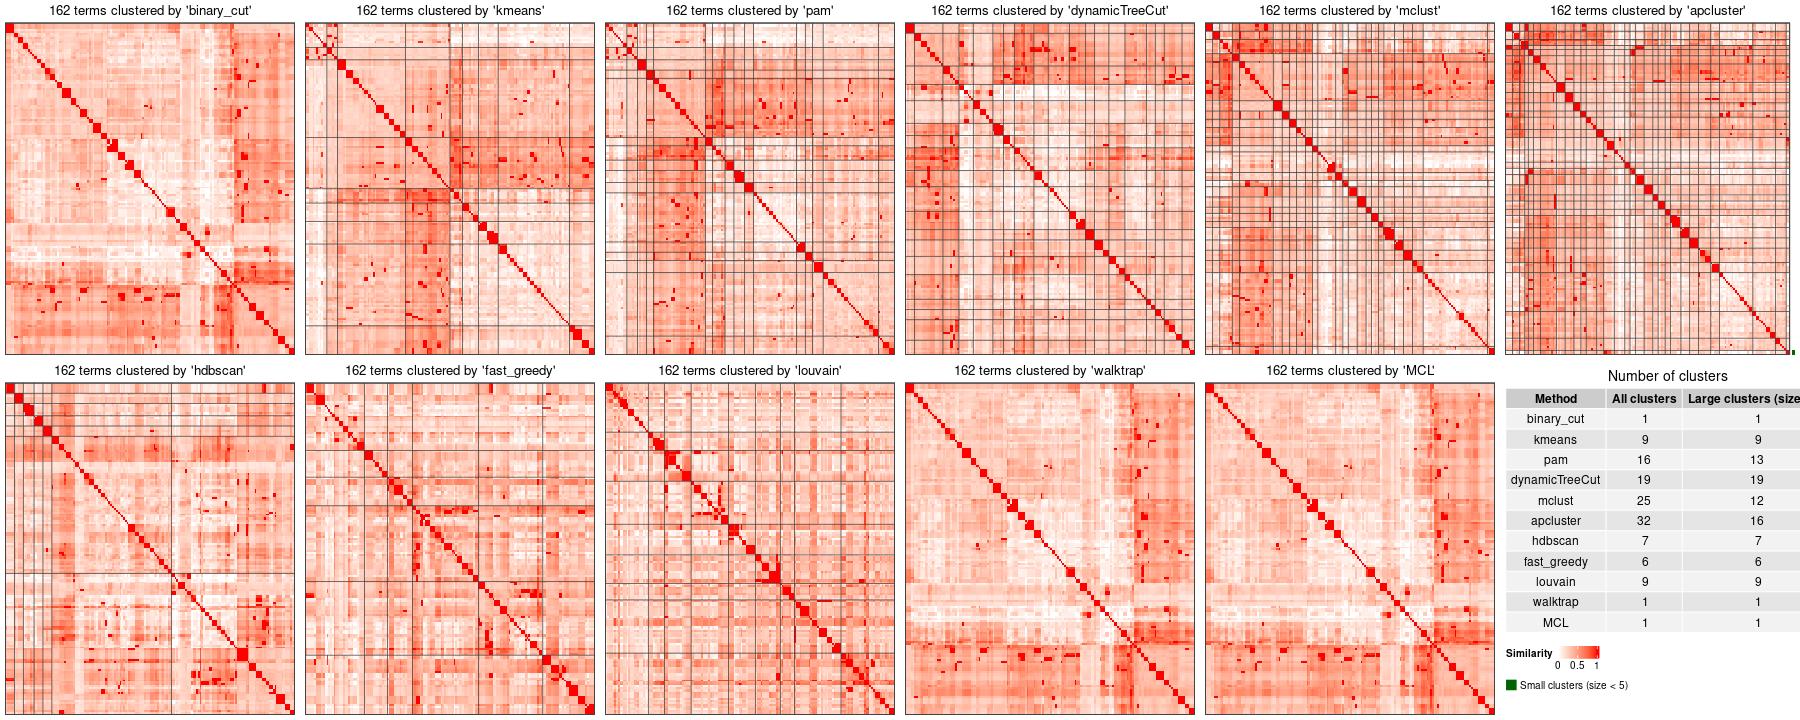 162 terms clustered by 'binary_cut'
162 terms clustered by 'kmeans'
162 terms clustered by 'pam'
162 terms clustered by 'dynamicTreeCut'
162 terms clustered by 'mclust'
162 terms clustered by 'apcluster'
162 terms clustered by 'hdbscan'
162 terms clustered by 'fast_greedy'
162 terms clustered by 'louvain'
162 terms clustered by 'walktrap'
162 terms clustered by 'MCL'
Number of clusters
Method All clusters Large clusters (size
binary_cut 1 1
kmeans 9 9
pam 16 13
dynamicTreeCut 19 19
mclust 25 12
apcluster 32 16
hdbscan 7 7
fast_greedy 6 6
louvain 9 9
walktrap 1 1
MCL 1 1
Similarity
0 0.5 1
Small clusters (size < 5)